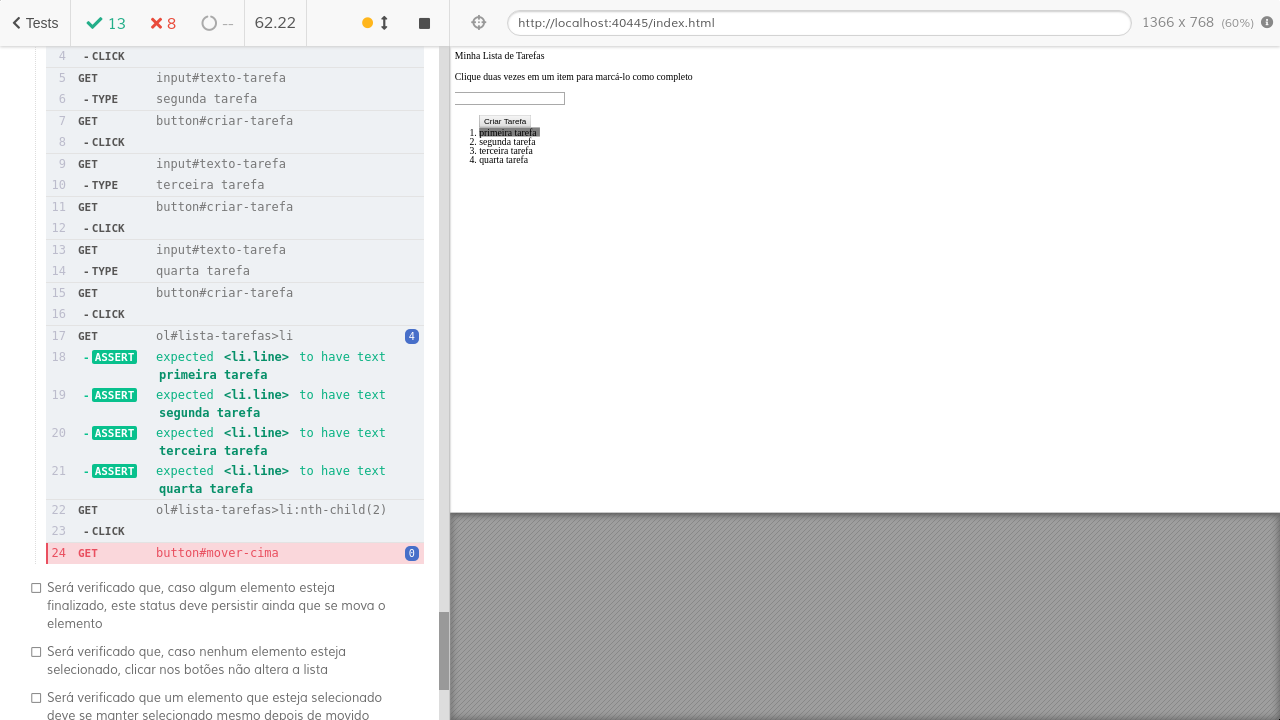 Tests 13 8 -- 62.22 http://localhost:40445/index.html 1366 x 768 (60%)
4 - CLICK
5 GET input#texto-tarefa
6 - TYPE segunda tarefa
7 GET button#criar-tarefa
8 - CLICK
9 GET input#texto-tarefa
10 - TYPE terceira tarefa
11 GET button#criar-tarefa
12 - CLICK
13 GET input#texto-tarefa
14 - TYPE quarta tarefa
15 GET button#criar-tarefa
16 - CLICK
17 GET ol#lista-tarefas>li 4
18 - ASSERT expected <li.line> to have text
primeira tarefa
19 - ASSERT expected <li.line> to have text
segunda tarefa
20 - ASSERT expected <li.line> to have text
terceira tarefa
21 - ASSERT expected <li.line> to have text
quarta tarefa
22 GET ol#lista-tarefas>li:nth-child(2)
23 - CLICK
24 GET button#mover-cima 0
Será verificado que, caso algum elemento esteja
finalizado, este status deve persistir ainda que se mova o
elemento
Será verificado que, caso nenhum elemento esteja
selecionado, clicar nos botões não altera a lista
Será verificado que um elemento que esteja selecionado
deve se manter selecionado mesmo depois de movido
Minha Lista de Tarefas
Clique duas vezes em um item para marcá-lo como completo
Criar Tarefa
1. primeira tarefa
2. segunda tarefa
3. terceira tarefa
4. quarta tarefa